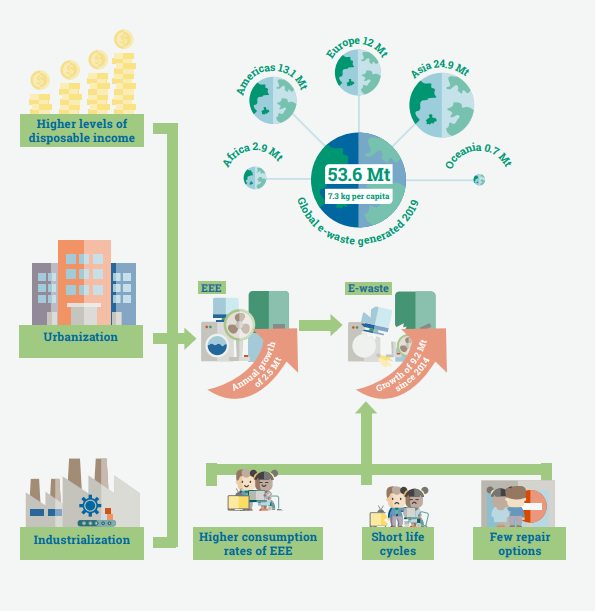 Higher levels of
disposable income
Africa 2.9 Mt
Americas 13.1 Mt
Europe 12 Mt
Asia 24.9 Mt
Oceania 0.7 Mt
53.6 Mt
7.3 kg per capita
Global e-waste generated 2019
Urbanization
EEE
Annual growth
of 2.5 Mt
E-waste
Growth of 9.2 Mt
since 2014
Industrialization
Higher consumption
rates of EEE
Short life
cycles
Few repair
options